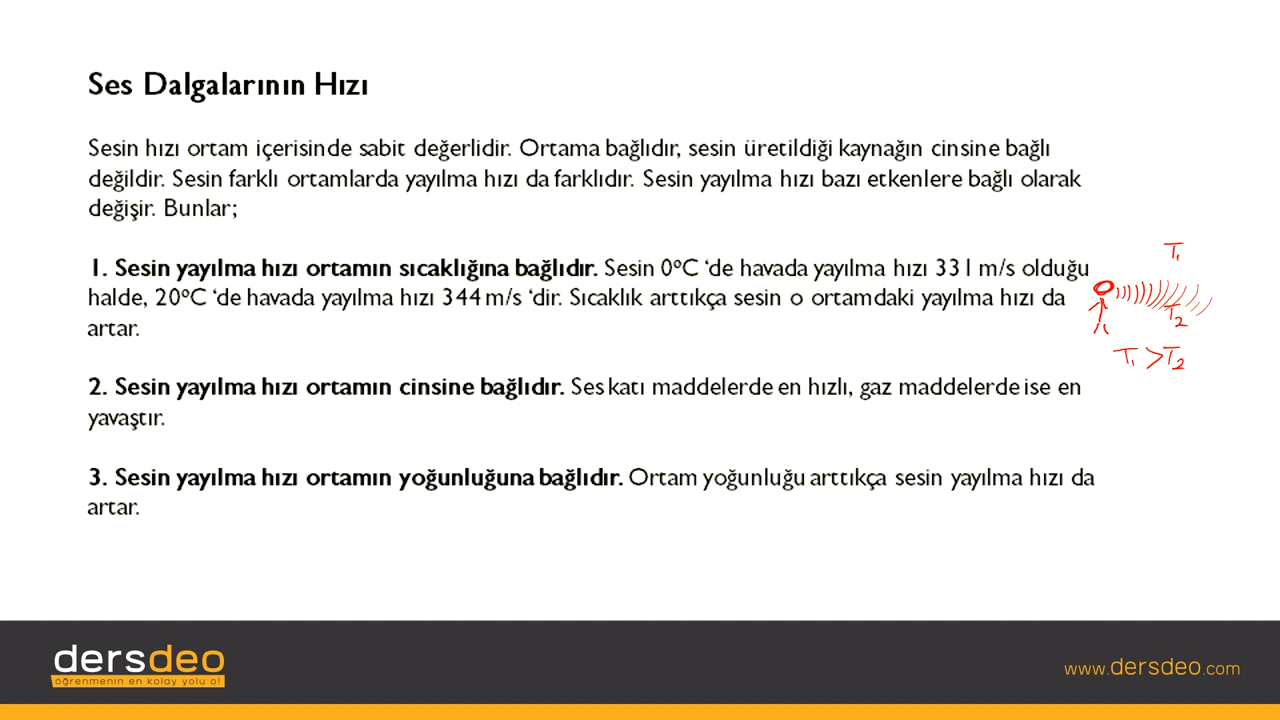 Ses Dalgalarının Hızı
Sesin hızı ortam içerisinde sabit değerlidir. Ortama bağlıdır, sesin üretildiği kaynağın cinsine bağlı
değildir. Sesin farklı ortamlarda yayılma hızı da farklıdır. Sesin yayılma hızı bazı etkenlere bağlı olarak
değişir. Bunlar;
1. Sesin yayılma hızı ortamın sıcaklığına bağlıdır. Sesin 0ºC ‘de havada yayılma hızı 331 m/s olduğu
halde, 20ºC ‘de havada yayılma hızı 344 m/s ‘dir. Sıcaklık arttıkça sesin o ortamdaki yayılma hızı da
artar.
T₁
T₂
T₁ > T₂
2. Sesin yayılma hızı ortamın cinsine bağlıdır. Ses katı maddelerde en hızlı, gaz maddelerde ise en
yavaştır.
3. Sesin yayılma hızı ortamın yoğunluğuna bağlıdır. Ortam yoğunluğu arttıkça sesin yayılma hızı da
artar.
dersdeo
öğrenmenin en kolay yolu o!
www.dersdeo.com